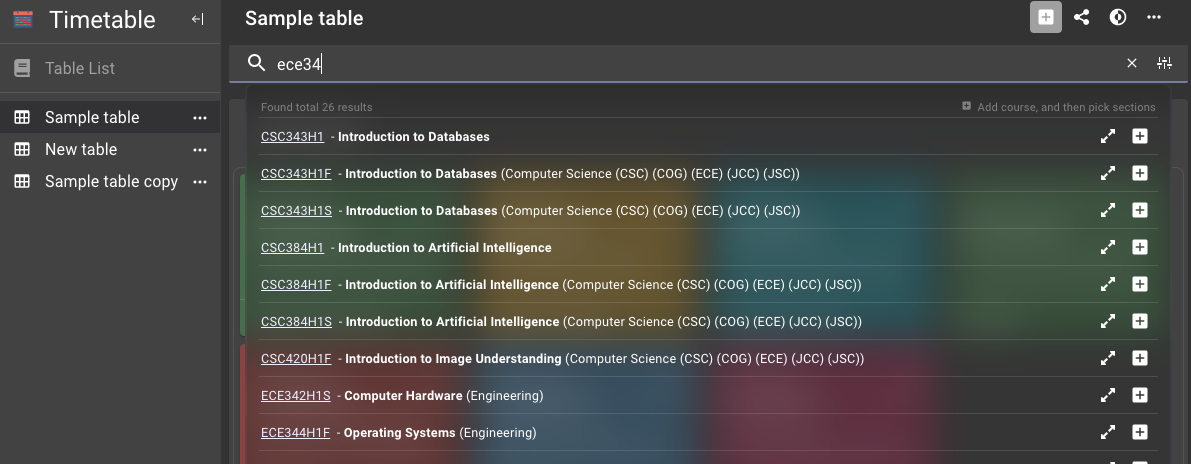 Timetable
Sample table
Table List
ece34
Sample table
New table
Sample table copy
Found total 26 results
Add course, and then pick sections
CSC343H1 - Introduction to Databases
CSC343H1F - Introduction to Databases (Computer Science (CSC) (COG) (ECE) (JCC) (JSC))
CSC343H1S - Introduction to Databases (Computer Science (CSC) (COG) (ECE) (JCC) (JSC))
CSC384H1 - Introduction to Artificial Intelligence
CSC384H1F - Introduction to Artificial Intelligence (Computer Science (CSC) (COG) (ECE) (JCC) (JSC))
CSC384H1S - Introduction to Artificial Intelligence (Computer Science (CSC) (COG) (ECE) (JCC) (JSC))
CSC420H1F - Introduction to Image Understanding (Computer Science (CSC) (COG) (ECE) (JCC) (JSC))
ECE342H1S - Computer Hardware (Engineering)
ECE344H1F - Operating Systems (Engineering)